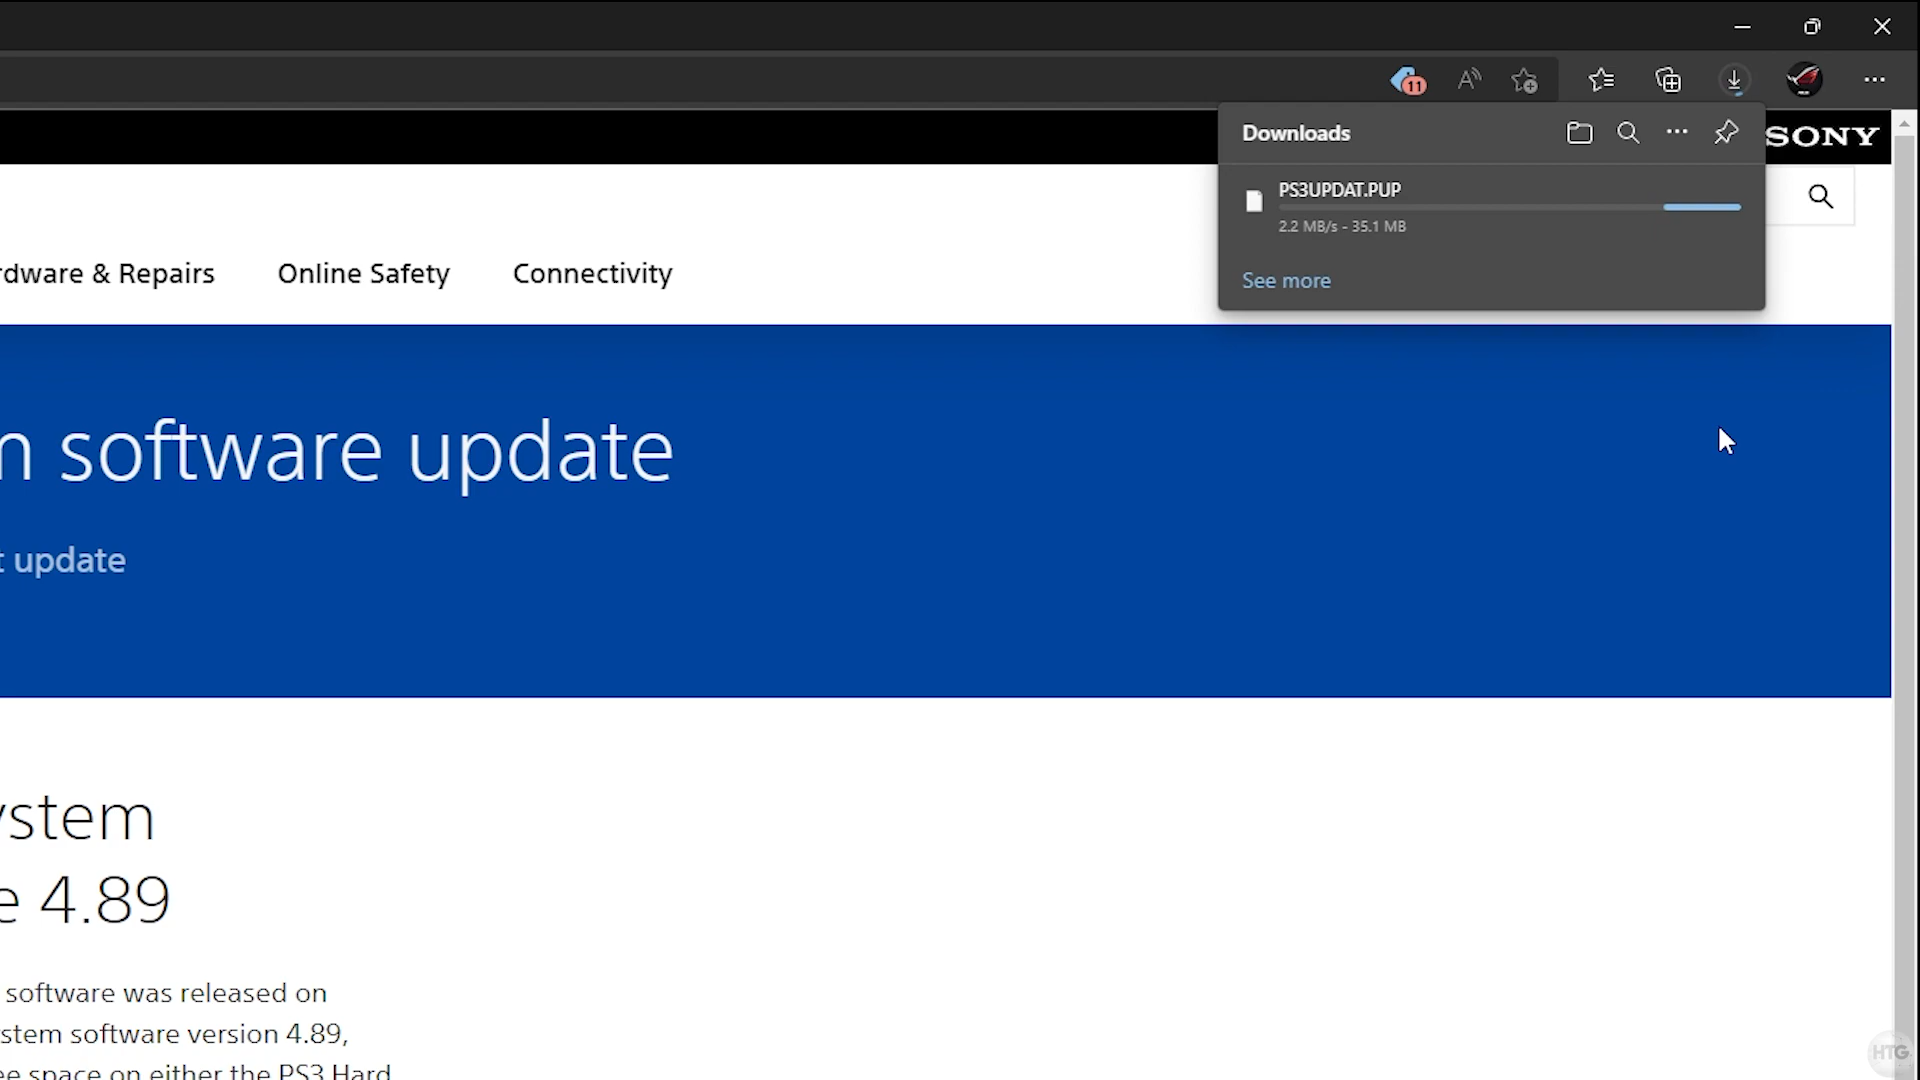 11
Downloads
SONY
PS3UPDAT.PUP
2.2 MB/s - 35.1 MB
See more
rdware & Repairs
Online Safety
Connectivity
n software update
t update
ystem
e 4.89
software was released on
stem software version 4.89,
ee space on either the PS3 Hard
HTG